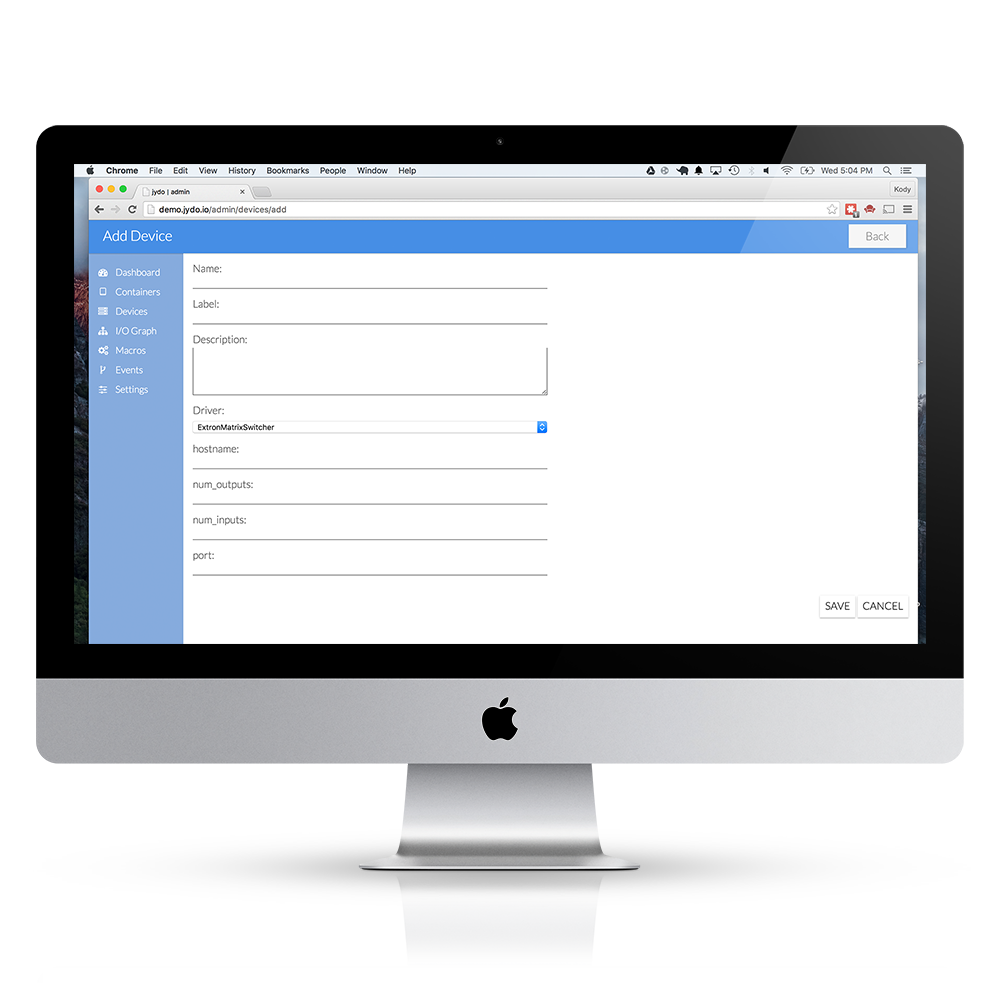 Chrome File Edit View History Bookmarks People Window Help Wed 5:04 PM
jydo | admin Kody
demo.jydo.io/admin/devices/add
Add Device Back
Dashboard
Containers
Devices
I/O Graph
Macros
Events
Settings
Name:
Label:
Description:
Driver:
ExtronMatrixSwitcher
hostname:
num_outputs:
num_inputs:
port:
SAVE CANCEL